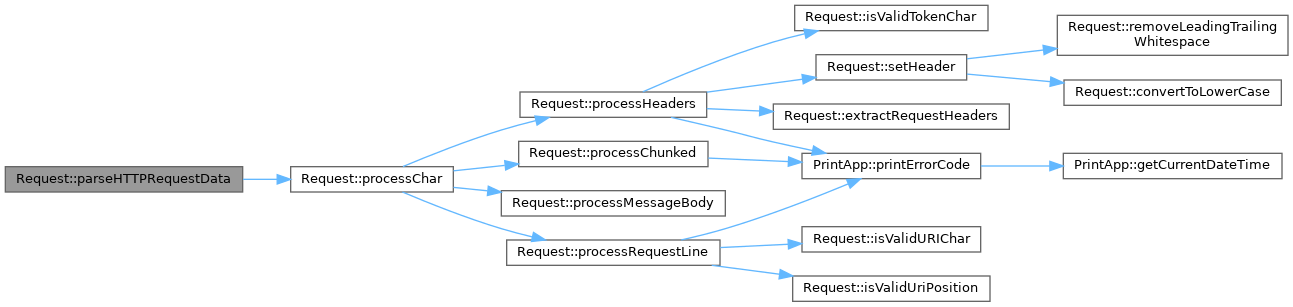 Request::parseHTTPRequestData
Request::processChar
Request::processHeaders
Request::processChunked
Request::processMessageBody
Request::processRequestLine
Request::isValidTokenChar
Request::setHeader
Request::extractRequestHeaders
PrintApp::printErrorCode
Request::isValidURIChar
Request::isValidUriPosition
Request::removeLeadingTrailing
Whitespace
Request::convertToLowerCase
PrintApp::getCurrentDateTime